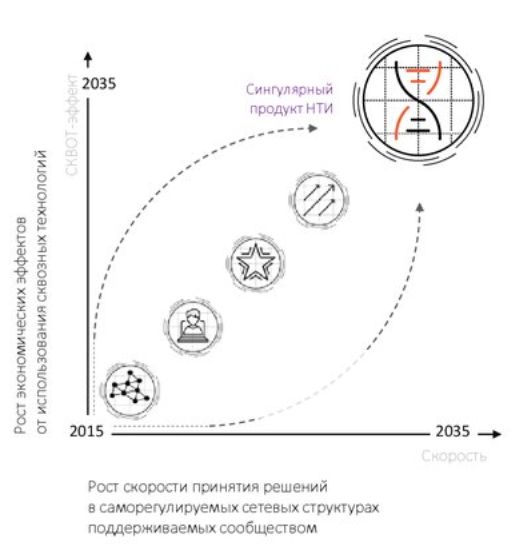 2035
СКВОТ-эффект
Сингулярный
продукт НТИ
Рост экономических эффектов
от использования сквозных технологий
2015
2035
Скорость
Рост скорости принятия решений
в саморегулируемых сетевых структурах
поддерживаемых сообществом